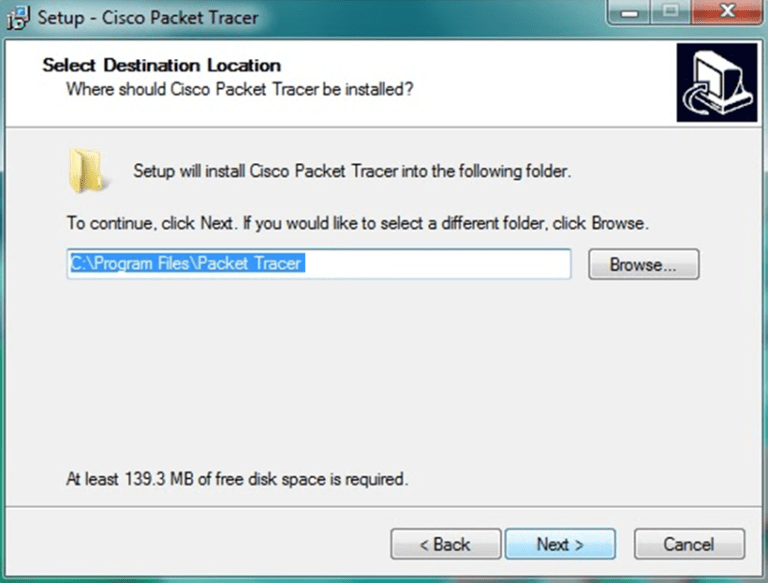 Setup - Cisco Packet Tracer
Select Destination Location
Where should Cisco Packet Tracer be installed?
Setup will install Cisco Packet Tracer into the following folder.
To continue, click Next. If you would like to select a different folder, click Browse.
C:\Program Files\Packet Tracer
Browse...
At least 139.3 MB of free disk space is required.
< Back
Next >
Cancel